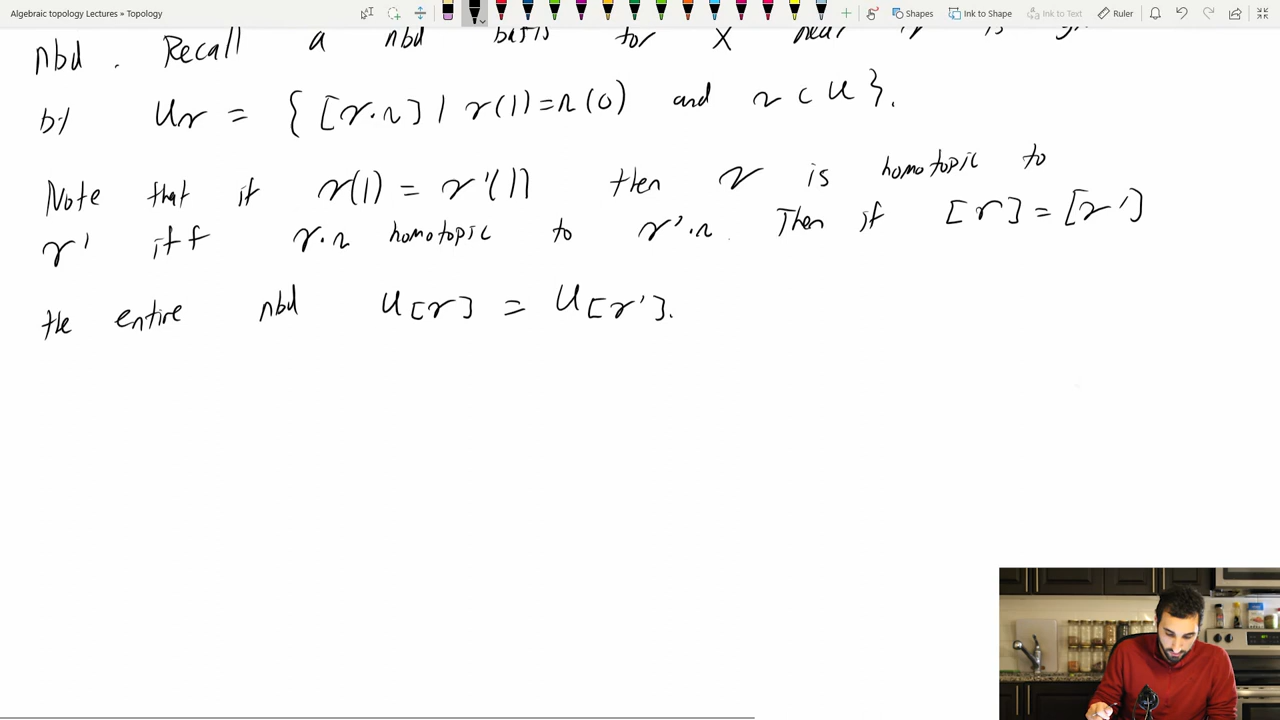 Algebraic topology Lectures = Topology
Shapes Ink to Shape Ink to Text Ruler
nbd. Recall a nbd basis for X near is
by Uγ = { [γ·η] | γ(1)=η(0) and η ⊂ U }.
Note that if γ(1) = γ'(1) then γ is homotopic to
γ' iff γ·η homotopic to γ'·η. Then if [γ] = [γ']
the entire nbd U[γ] = U[γ'].